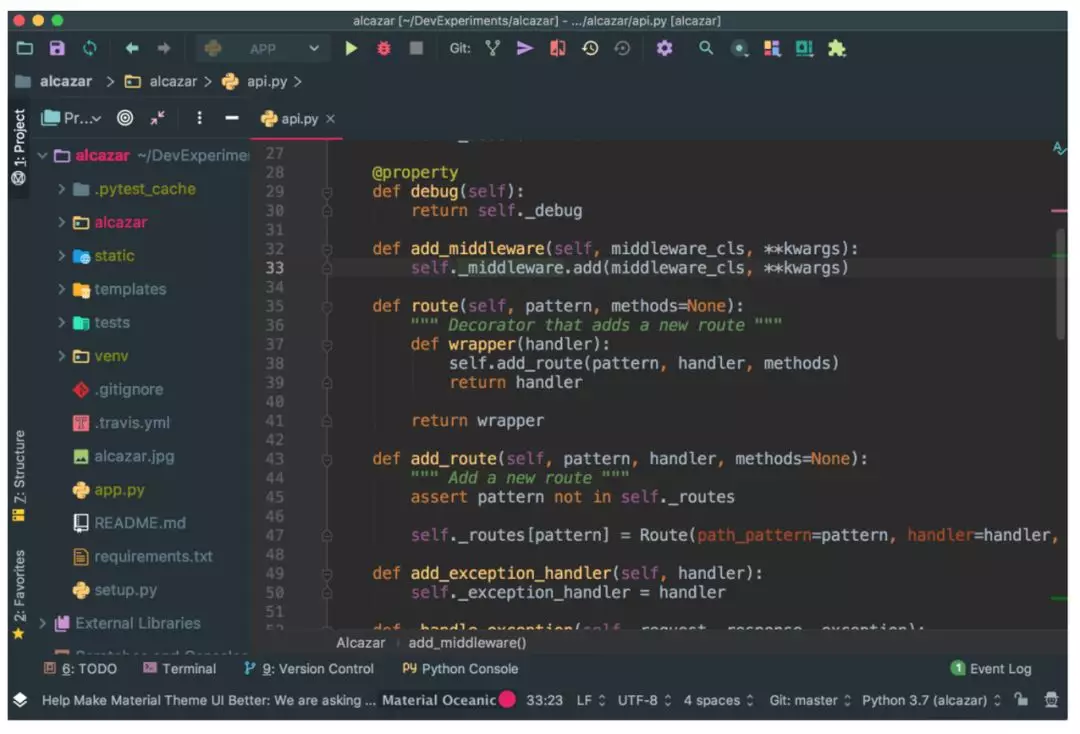 alcazar [~/DevExperiments/alcazar] - .../alcazar/api.py [alcazar]
APP Git:
alcazar > alcazar > api.py >
Pr... api.py ×
1: Project
7: Structure
2: Favorites
alcazar ~/DevExperime
.pytest_cache
alcazar
static
templates
tests
venv
.gitignore
.travis.yml
alcazar.jpg
app.py
README.md
requirements.txt
setup.py
External Libraries
27
28 @property
29 def debug(self):
30 return self._debug
31
32 def add_middleware(self, middleware_cls, **kwargs):
33 self._middleware.add(middleware_cls, **kwargs)
34
35 def route(self, pattern, methods=None):
36 """ Decorator that adds a new route """
37 def wrapper(handler):
38 self.add_route(pattern, handler, methods)
39 return handler
40
41 return wrapper
42
43 def add_route(self, pattern, handler, methods=None):
44 """ Add a new route """
45 assert pattern not in self._routes
46
47 self._routes[pattern] = Route(path_pattern=pattern, handler=handler,
48
49 def add_exception_handler(self, handler):
50 self._exception_handler = handler
51
52 def _handle_exception(self, request, response, exception):
Alcazar > add_middleware()
6: TODO Terminal 9: Version Control Python Console 1 Event Log
Help Make Material Theme UI Better: We are asking ... Material Oceanic 33:23 LF UTF-8 4 spaces Git: master Python 3.7 (alcazar)